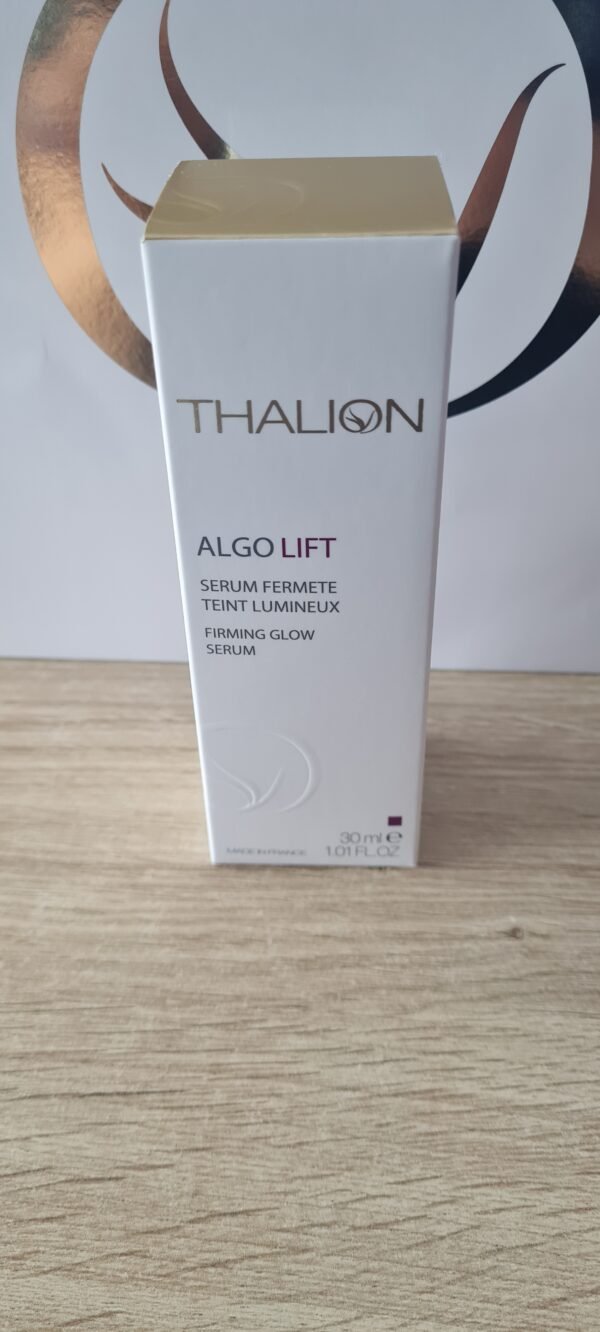 THALION
ALGO LIFT
SERUM FERMETE
TEINT LUMINEUX
FIRMING GLOW
SERUM
30 ml ℮
MADE IN FRANCE 1.01 FL.OZ